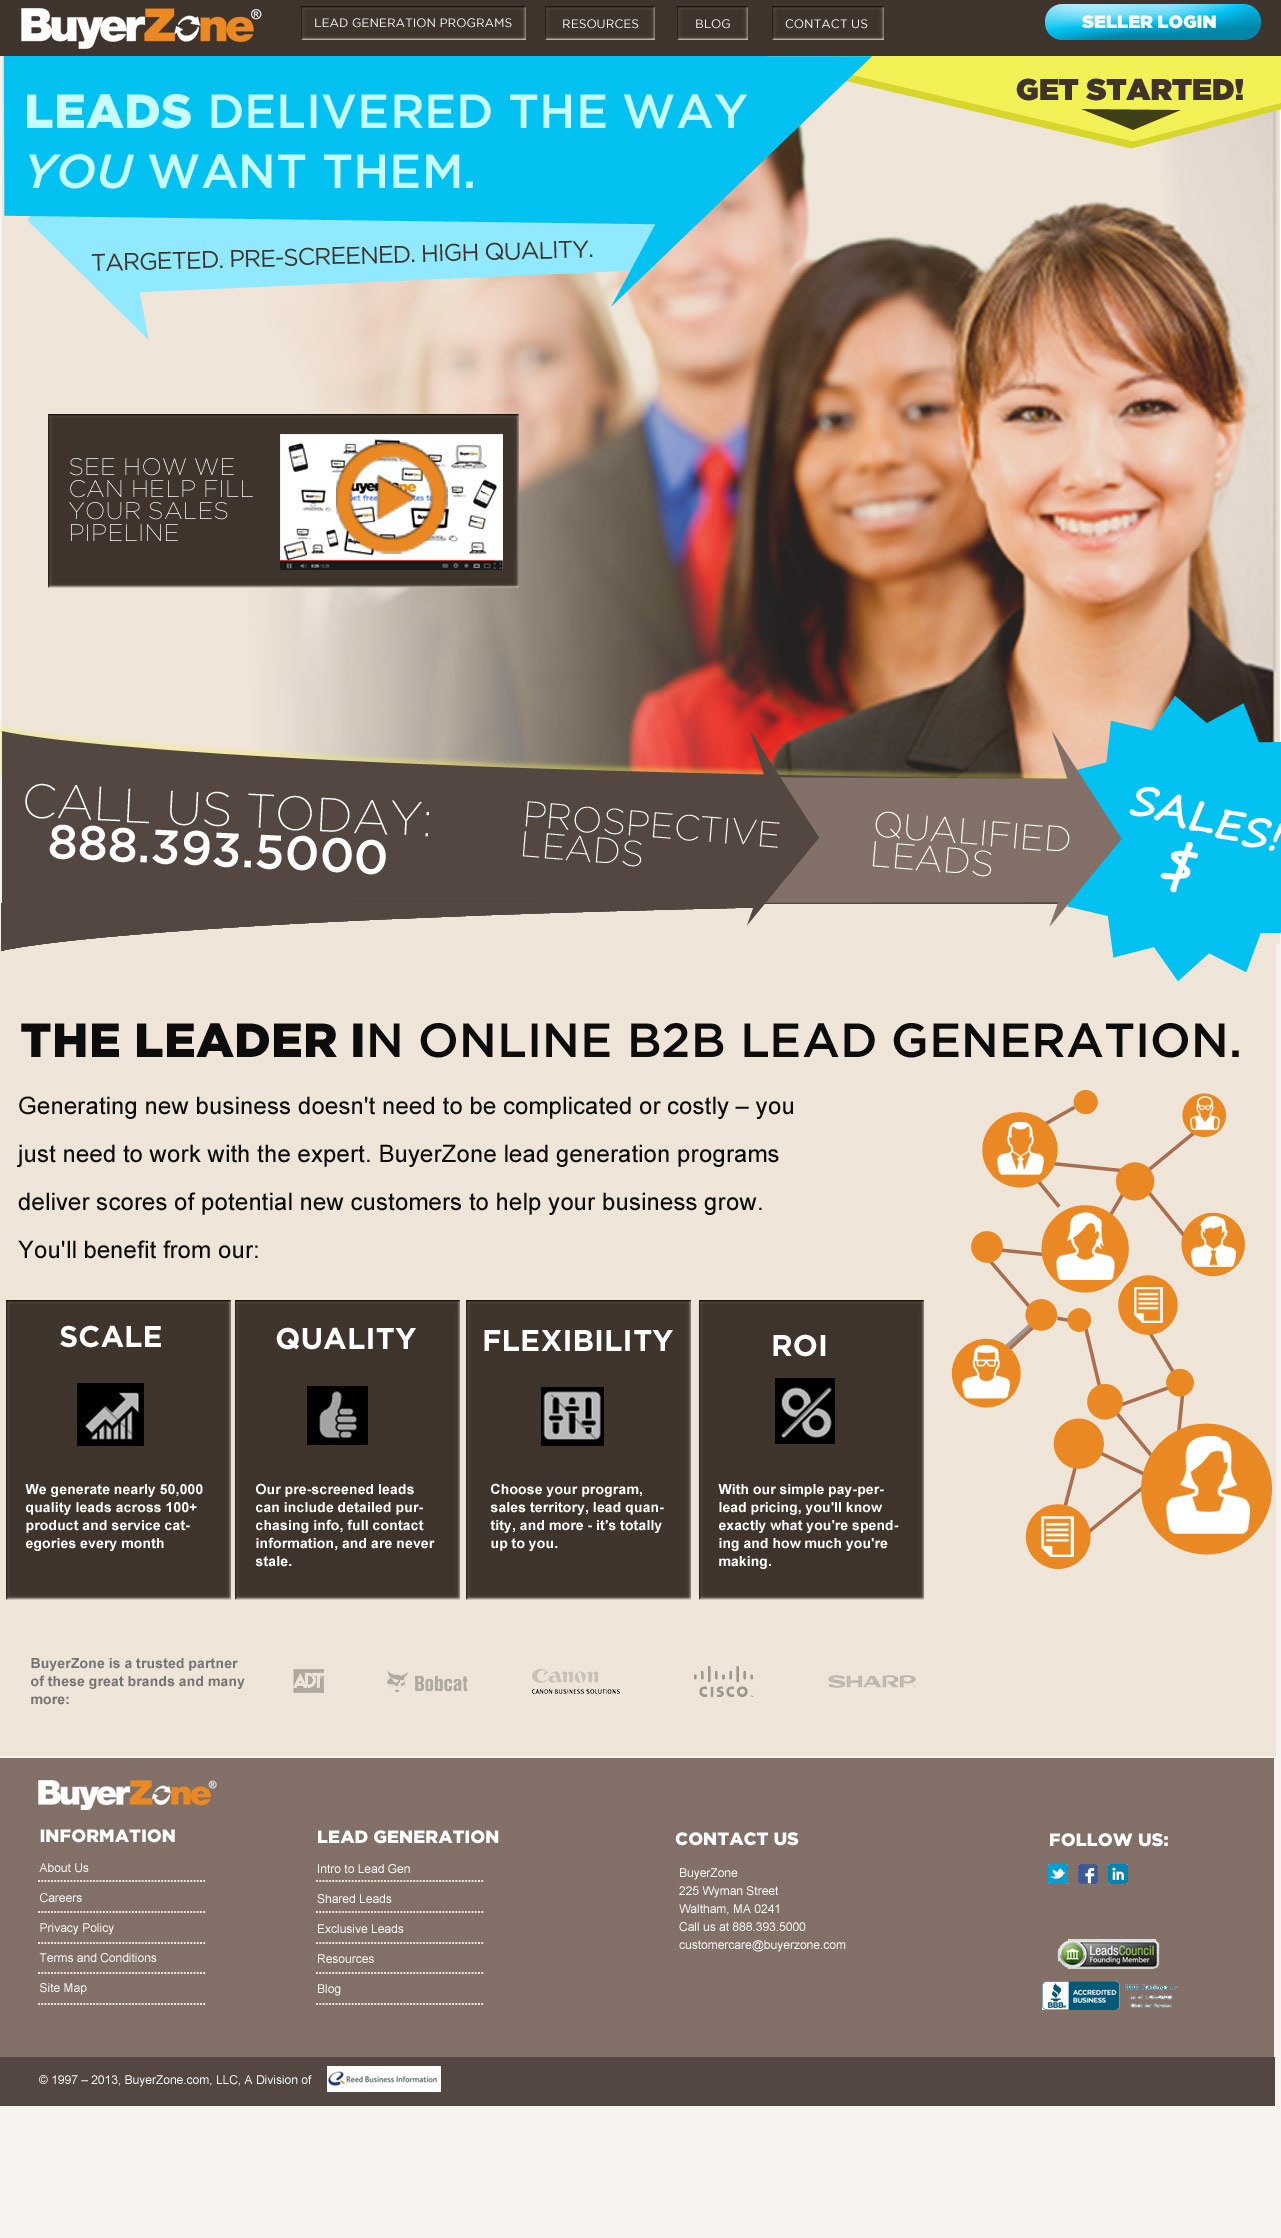 BuyerZone®
LEAD GENERATION PROGRAMS
RESOURCES
BLOG
CONTACT US
SELLER LOGIN
GET STARTED!
LEADS DELIVERED THE WAY
YOU WANT THEM.
TARGETED. PRE-SCREENED. HIGH QUALITY.
SEE HOW WE
CAN HELP FILL
YOUR SALES
PIPELINE
CALL US TODAY:
888.393.5000
PROSPECTIVE
LEADS
QUALIFIED
LEADS
SALES!
$
THE LEADER IN ONLINE B2B LEAD GENERATION.
Generating new business doesn't need to be complicated or costly – you
just need to work with the expert. BuyerZone lead generation programs
deliver scores of potential new customers to help your business grow.
You'll benefit from our:
SCALE
We generate nearly 50,000
quality leads across 100+
product and service cat-
egories every month
QUALITY
Our pre-screened leads
can include detailed pur-
chasing info, full contact
information, and are never
stale.
FLEXIBILITY
Choose your program,
sales territory, lead quan-
tity, and more - it's totally
up to you.
ROI
%
With our simple pay-per-
lead pricing, you'll know
exactly what you're spend-
ing and how much you're
making.
BuyerZone is a trusted partner
of these great brands and many
more:
ADT
Bobcat
Canon
CANON BUSINESS SOLUTIONS
CISCO
SHARP
BuyerZone®
INFORMATION
About Us
Careers
Privacy Policy
Terms and Conditions
Site Map
LEAD GENERATION
Intro to Lead Gen
Shared Leads
Exclusive Leads
Resources
Blog
CONTACT US
BuyerZone
225 Wyman Street
Waltham, MA 0241
Call us at 888.393.5000
customercare@buyerzone.com
FOLLOW US:
in
LeadsCouncil
Founding Member
BBB
ACCREDITED
BUSINESS
© 1997 – 2013, BuyerZone.com, LLC, A Division of
Reed Business Information